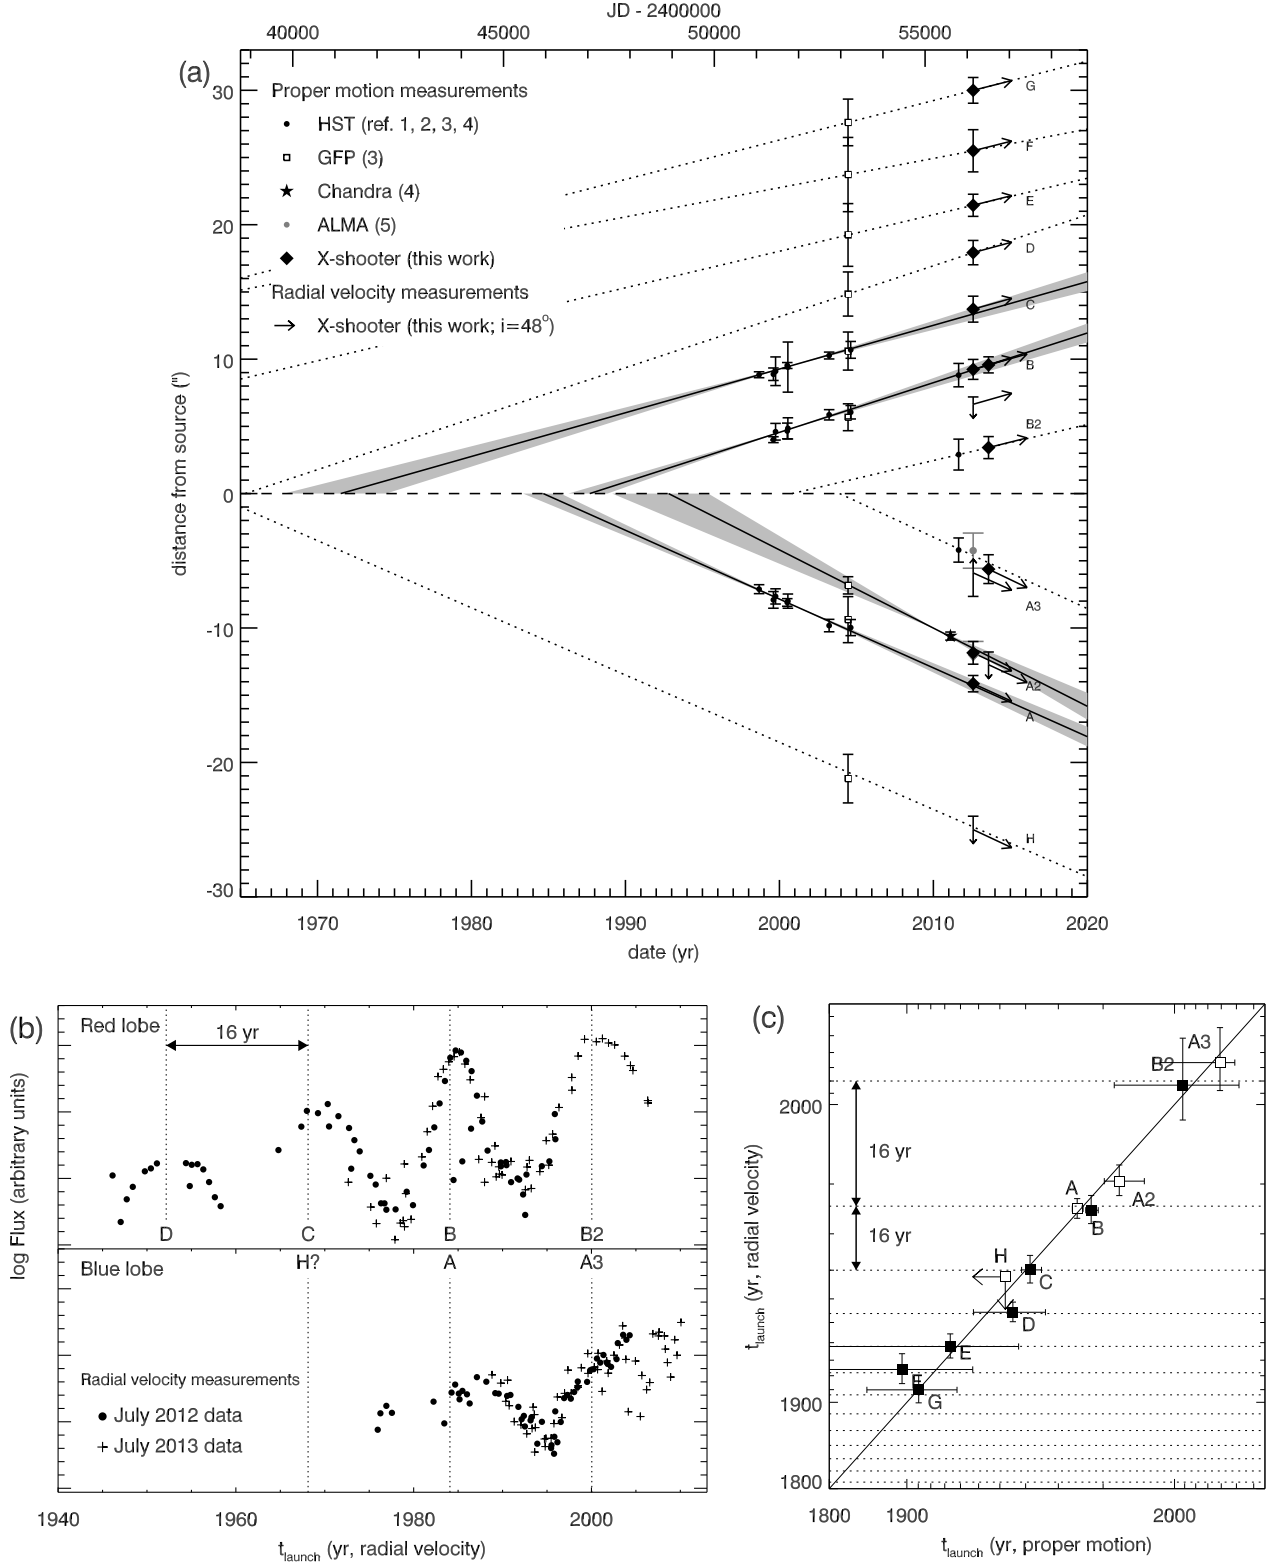 JD - 2400000
40000 45000 50000 55000
(a)
Proper motion measurements
HST (ref. 1, 2, 3, 4)
GFP (3)
Chandra (4)
ALMA (5)
X-shooter (this work)
Radial velocity measurements
X-shooter (this work; i=48°)
G
F
E
D
C
B
B2
A3
A2
A
H
30
20
10
0
-10
-20
-30
distance from source (")
1970 1980 1990 2000 2010 2020
date (yr)
(b)
Red lobe
16 yr
D C B B2
Blue lobe
H? A A3
Radial velocity measurements
July 2012 data
July 2013 data
log Flux (arbitrary units)
1940 1960 1980 2000
t_launch (yr, radial velocity)
(c)
A3
B2
16 yr
A
A2
B
16 yr
H
C
D
E
F
G
2000
1900
1800
t_launch (yr, radial velocity)
1800 1900 2000
t_launch (yr, proper motion)